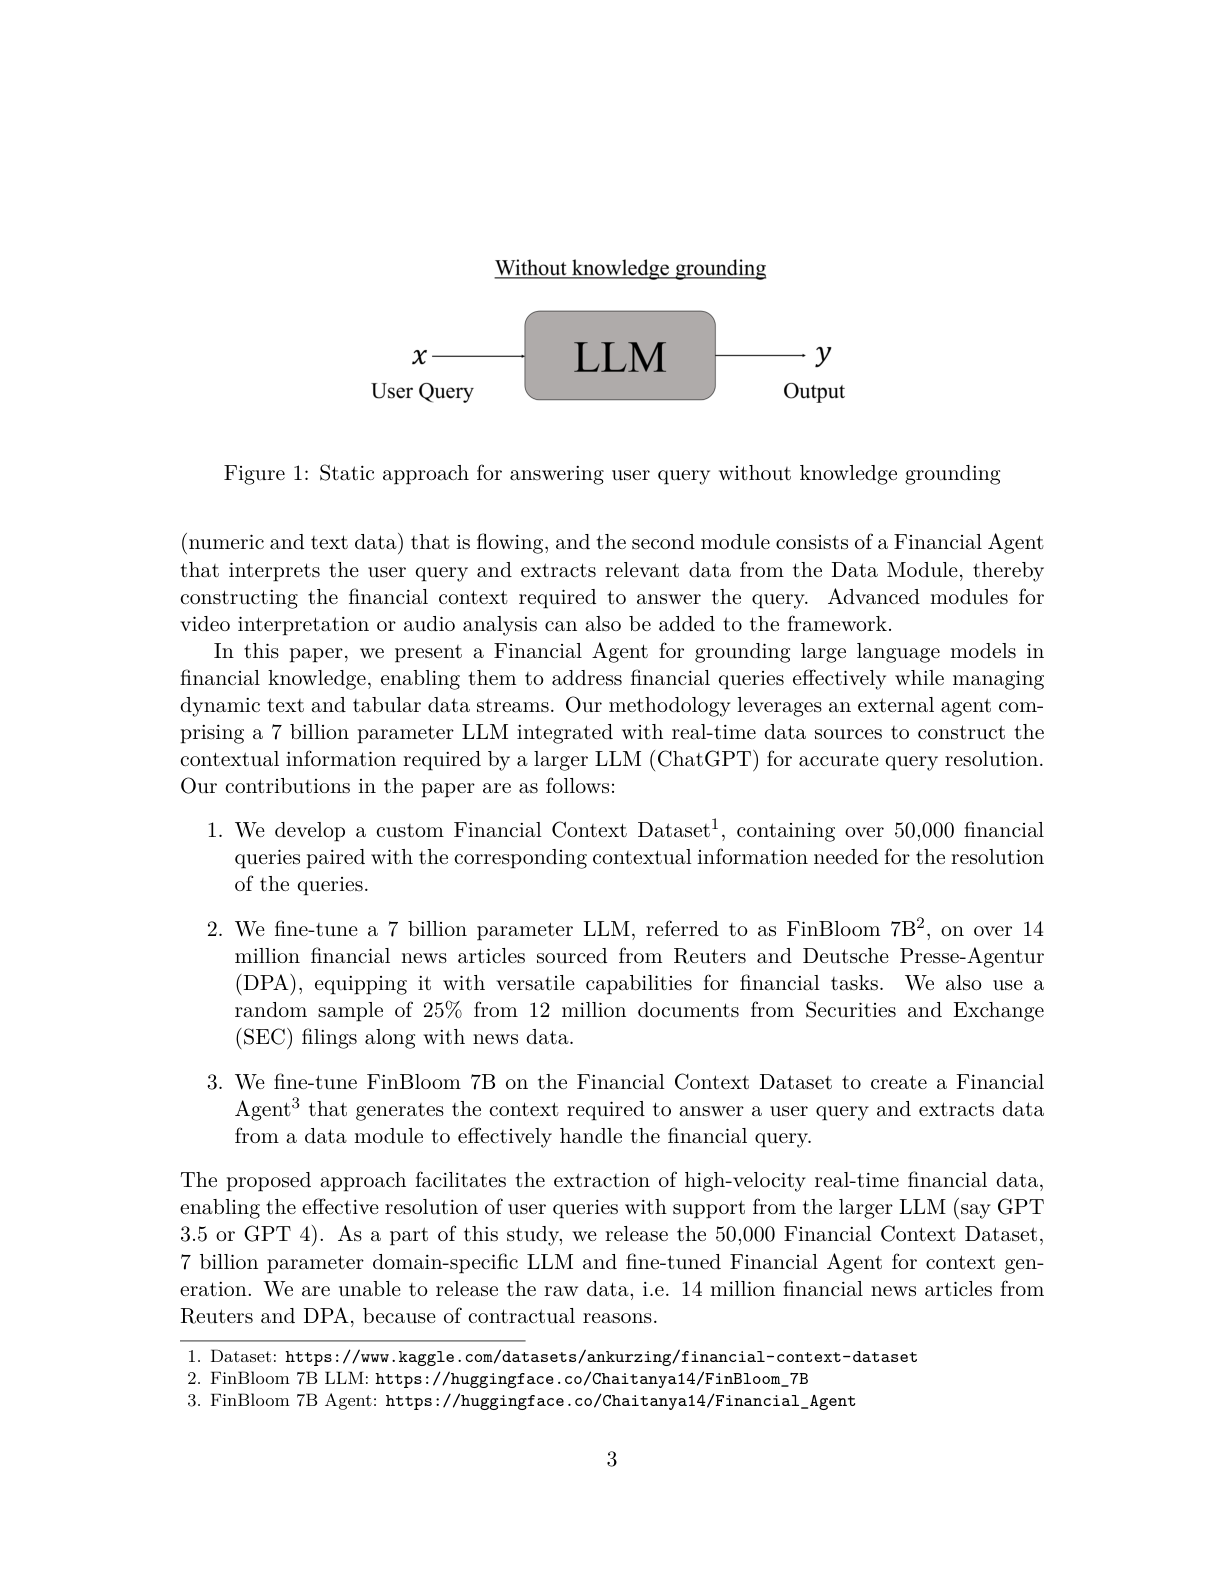 Without knowledge grounding
x
LLM
y
User Query
Output
Figure 1: Static approach for answering user query without knowledge grounding
(numeric and text data) that is flowing, and the second module consists of a Financial Agent
that interprets the user query and extracts relevant data from the Data Module, thereby
constructing the financial context required to answer the query. Advanced modules for
video interpretation or audio analysis can also be added to the framework.
In this paper, we present a Financial Agent for grounding large language models in
financial knowledge, enabling them to address financial queries effectively while managing
dynamic text and tabular data streams. Our methodology leverages an external agent com-
prising a 7 billion parameter LLM integrated with real-time data sources to construct the
contextual information required by a larger LLM (ChatGPT) for accurate query resolution.
Our contributions in the paper are as follows:
1. We develop a custom Financial Context Dataset¹, containing over 50,000 financial
queries paired with the corresponding contextual information needed for the resolution
of the queries.
2. We fine-tune a 7 billion parameter LLM, referred to as FinBloom 7B², on over 14
million financial news articles sourced from Reuters and Deutsche Presse-Agentur
(DPA), equipping it with versatile capabilities for financial tasks. We also use a
random sample of 25% from 12 million documents from Securities and Exchange
(SEC) filings along with news data.
3. We fine-tune FinBloom 7B on the Financial Context Dataset to create a Financial
Agent³ that generates the context required to answer a user query and extracts data
from a data module to effectively handle the financial query.
The proposed approach facilitates the extraction of high-velocity real-time financial data,
enabling the effective resolution of user queries with support from the larger LLM (say GPT
3.5 or GPT 4). As a part of this study, we release the 50,000 Financial Context Dataset,
7 billion parameter domain-specific LLM and fine-tuned Financial Agent for context gen-
eration. We are unable to release the raw data, i.e. 14 million financial news articles from
Reuters and DPA, because of contractual reasons.
1. Dataset: https://www.kaggle.com/datasets/ankurzing/financial-context-dataset
2. FinBloom 7B LLM: https://huggingface.co/Chaitanya14/FinBloom_7B
3. FinBloom 7B Agent: https://huggingface.co/Chaitanya14/Financial_Agent
3